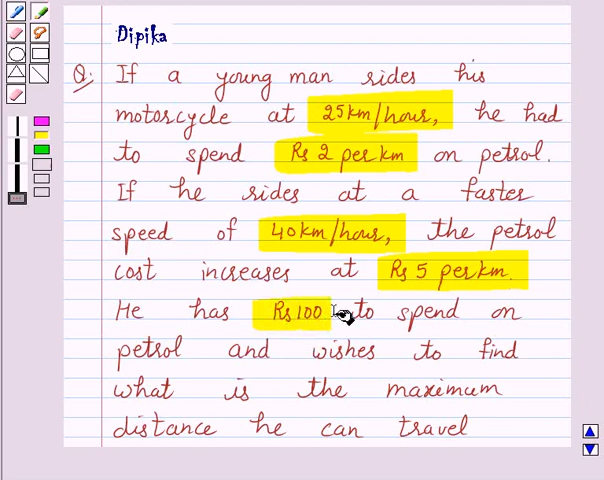 Dipika
Q. If a young man rides his
motorcycle at 25km/hour, he had
to spend Rs 2 per km on petrol.
If he rides at a faster
speed of 40km/hour, the petrol
cost increases at Rs 5 per km.
He has Rs 100 to spend on
petrol and wishes to find
what is the maximum
distance he can travel